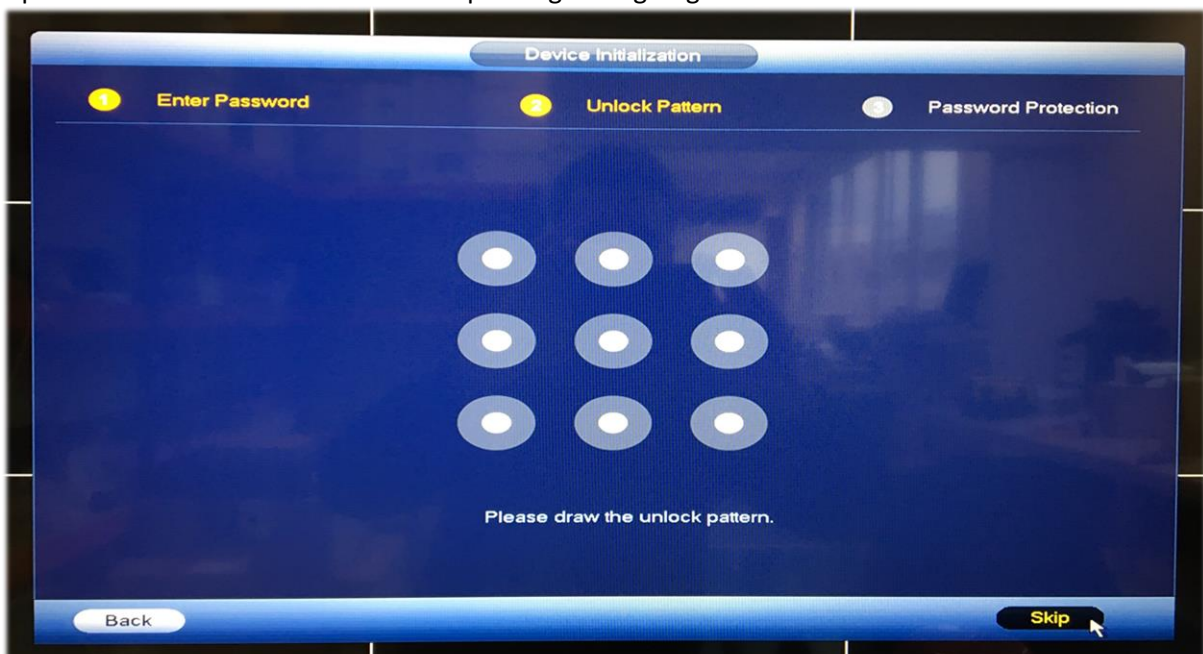 Device Initialization
1 Enter Password 2 Unlock Pattern 3 Password Protection
Please draw the unlock pattern.
Back Skip